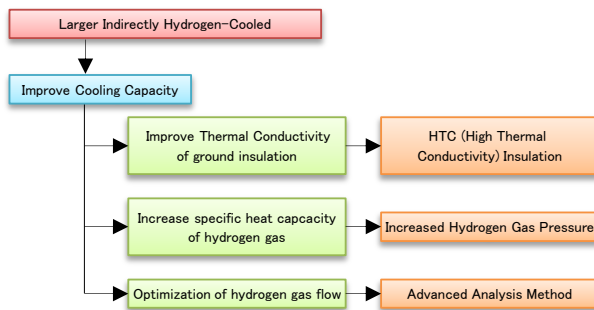 Larger Indirectly Hydrogen-Cooled
Improve Cooling Capacity
Improve Thermal Conductivity
of ground insulation
HTC (High Thermal
Conductivity) Insulation
Increase specific heat capcacity
of hydrogen gas
Increased Hydrogen Gas Pressure
Optimization of hydrogen gas flow
Advanced Analysis Method